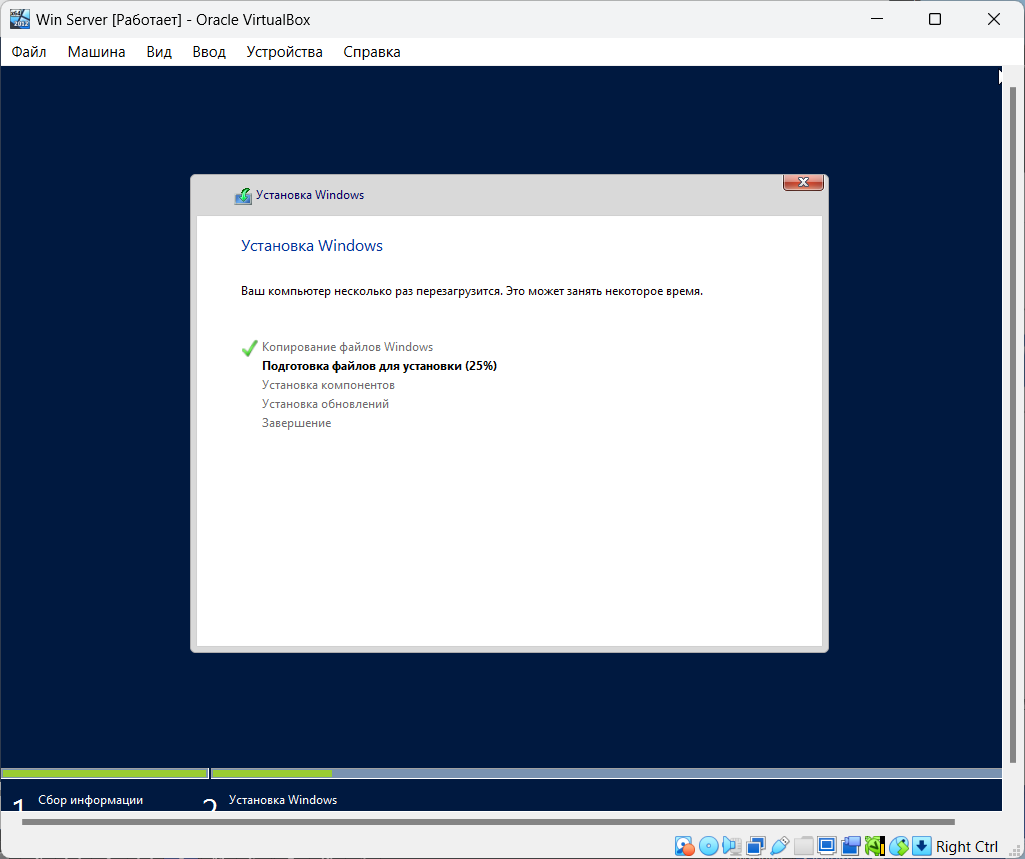 Win Server [Работает] - Oracle VirtualBox
Файл Машина Вид Ввод Устройства Справка
Установка Windows
Установка Windows
Ваш компьютер несколько раз перезагрузится. Это может занять некоторое время.
Копирование файлов Windows
Подготовка файлов для установки (25%)
Установка компонентов
Установка обновлений
Завершение
1 Сбор информации 2 Установка Windows
Right Ctrl